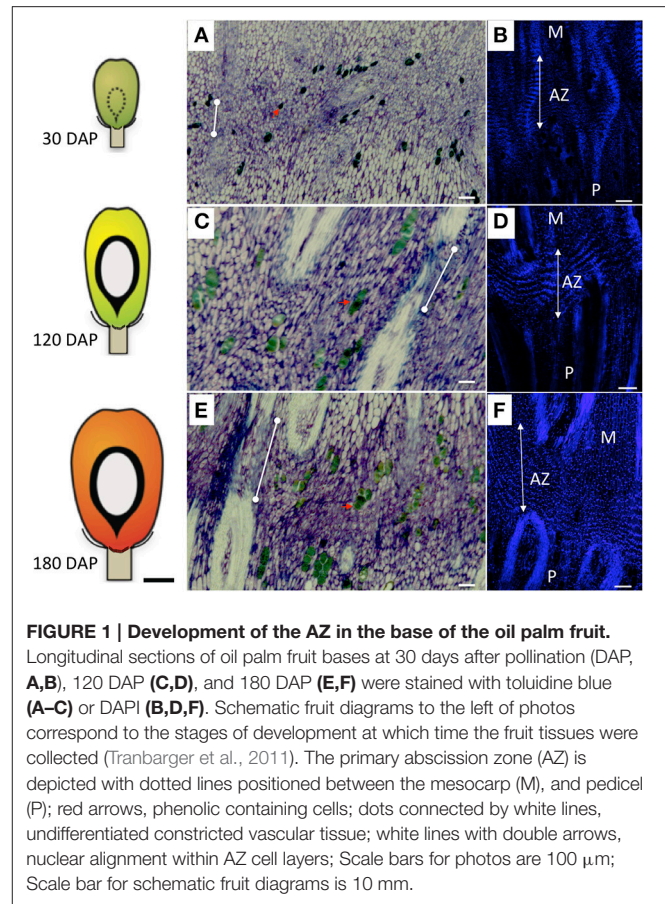 A
B
M
AZ
P
30 DAP
C
D
M
AZ
P
120 DAP
E
F
M
AZ
P
180 DAP
FIGURE 1 | Development of the AZ in the base of the oil palm fruit.
Longitudinal sections of oil palm fruit bases at 30 days after pollination (DAP,
A,B), 120 DAP (C,D), and 180 DAP (E,F) were stained with toluidine blue
(A–C) or DAPI (B,D,F). Schematic fruit diagrams to the left of photos
correspond to the stages of development at which time the fruit tissues were
collected (Tranbarger et al., 2011). The primary abscission zone (AZ) is
depicted with dotted lines positioned between the mesocarp (M), and pedicel
(P); red arrows, phenolic containing cells; dots connected by white lines,
undifferentiated constricted vascular tissue; white lines with double arrows,
nuclear alignment within AZ cell layers; Scale bars for photos are 100 μm;
Scale bar for schematic fruit diagrams is 10 mm.